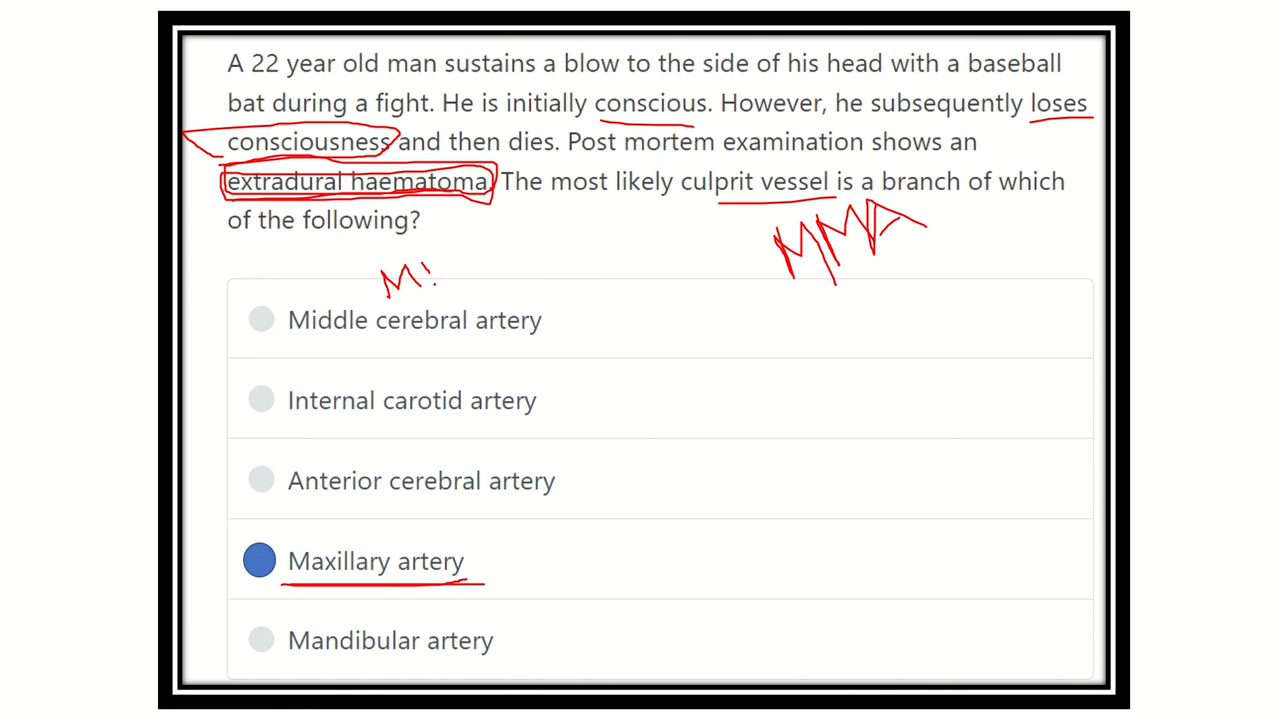 A 22 year old man sustains a blow to the side of his head with a baseball
bat during a fight. He is initially conscious. However, he subsequently loses
consciousness and then dies. Post mortem examination shows an
extradural haematoma. The most likely culprit vessel is a branch of which
of the following?
MMA
Middle cerebral artery
Internal carotid artery
Anterior cerebral artery
Maxillary artery
Mandibular artery